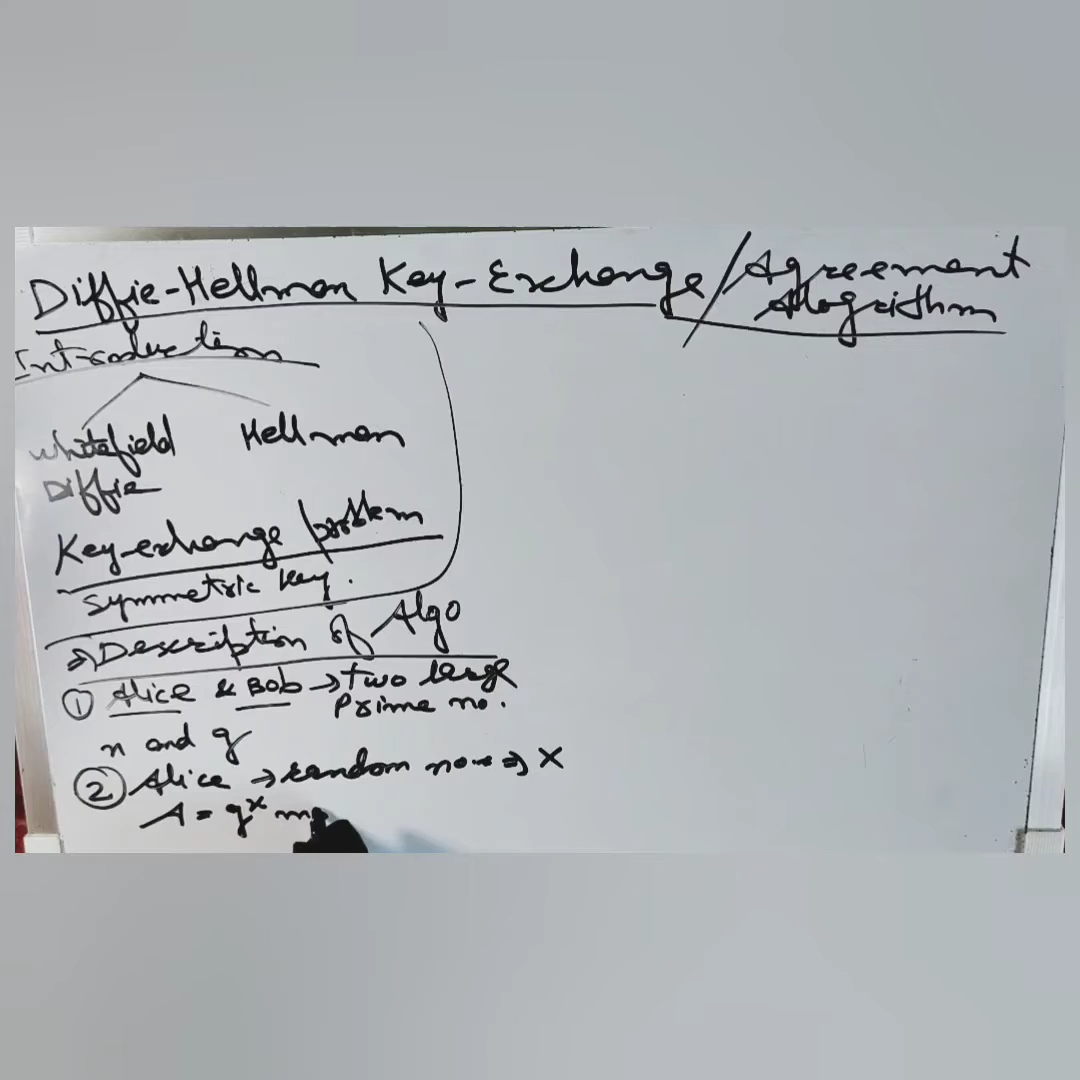 Diffie-Hellman Key-Exchange/Agreement
Algorithm
Introduction
Whitefield Hellman
Diffie
Key-exchange problem
Symmetric key.
⇒ Description of Algo
① Alice & Bob → two large
Prime no.
n and g
② Alice → random no. ⇒ x
A = g^x mo